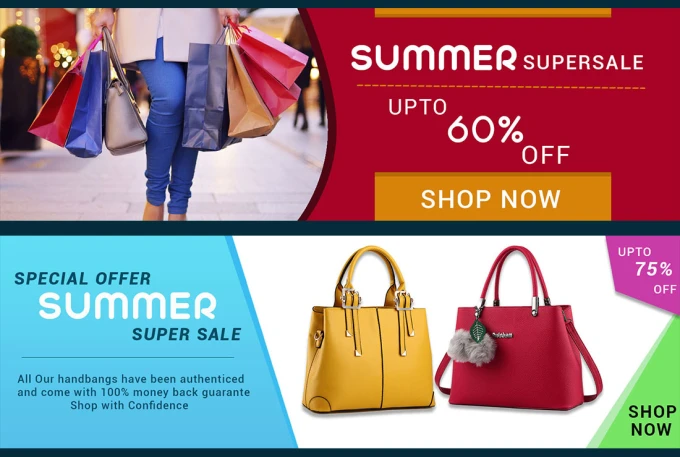 SUMMER SUPERSALE
UPTO
60%
OFF
SHOP NOW
SPECIAL OFFER
SUMMER
SUPER SALE
All Our handbangs have been authenticed
and come with 100% money back guarante
Shop with Confidence
UPTO
75%
OFF
SHOP
NOW